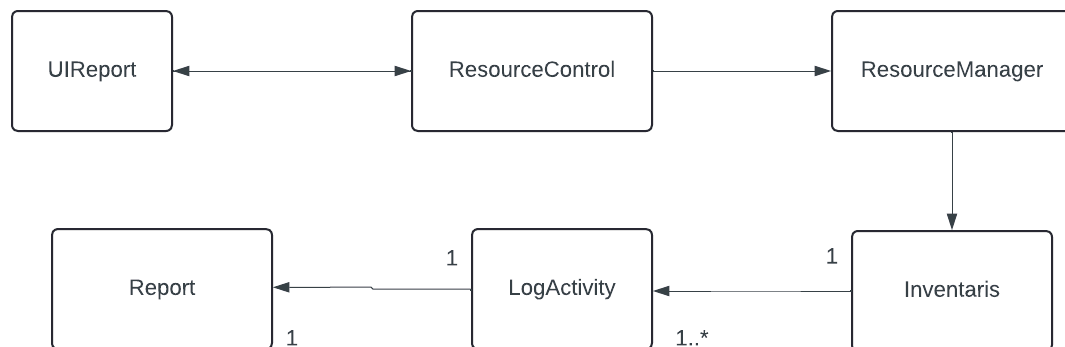 UIReport
ResourceControl
ResourceManager
1
1
Report
LogActivity
Inventaris
1
1..*